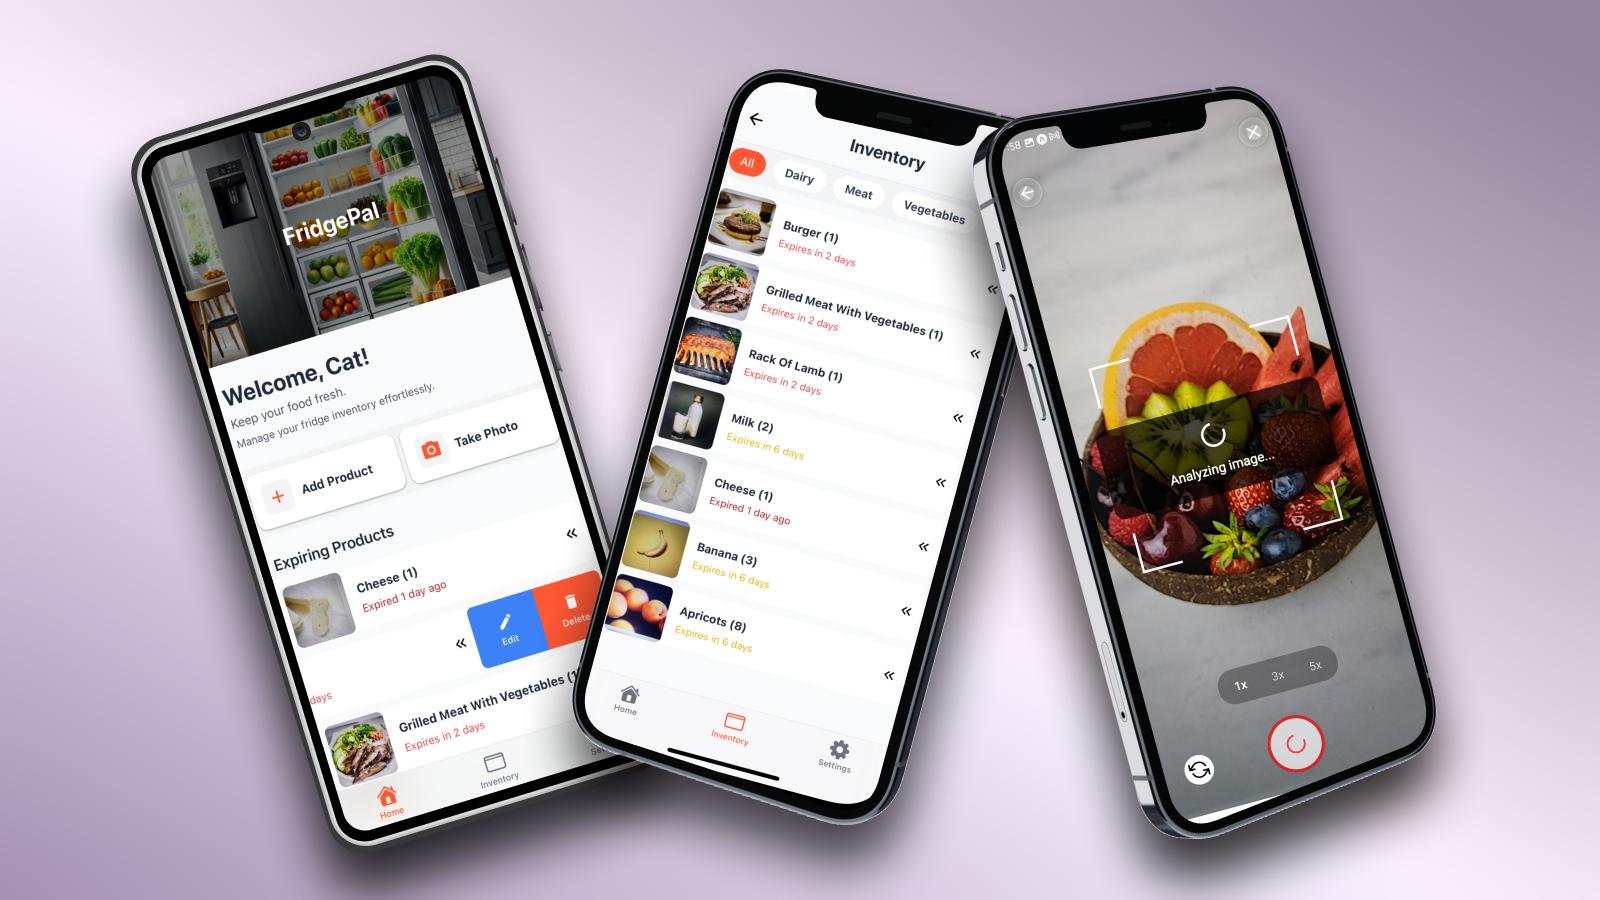 FridgePal
Welcome, Cat!
Keep your food fresh.
Manage your fridge inventory effortlessly.
Add Product
Take Photo
Expiring Products
Cheese (1)
Expired 1 day ago
Edit
Delete
days
Grilled Meat With Vegetables (1
Expires in 2 days
Home
Inventory
Inventory
All
Dairy
Meat
Vegetables
Burger (1)
Expires in 2 days
Grilled Meat With Vegetables (1)
Expires in 2 days
Rack Of Lamb (1)
Expires in 2 days
Milk (2)
Expires in 6 days
Cheese (1)
Expired 1 day ago
Banana (3)
Expires in 6 days
Apricots (8)
Expires in 6 days
Home
Inventory
Settings
:58
Analyzing image...
1x
3x
5x